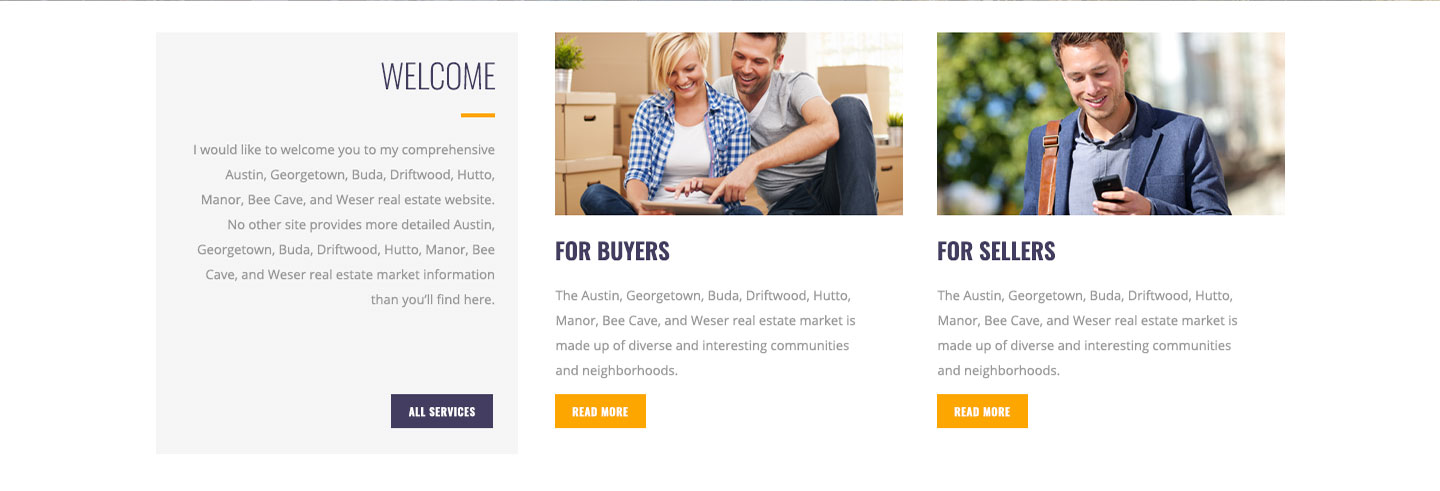 WELCOME
I would like to welcome you to my comprehensive
Austin, Georgetown, Buda, Driftwood, Hutto,
Manor, Bee Cave, and Weser real estate website.
No other site provides more detailed Austin,
Georgetown, Buda, Driftwood, Hutto, Manor, Bee
Cave, and Weser real estate market information
than you'll find here.
ALL SERVICES
FOR BUYERS
The Austin, Georgetown, Buda, Driftwood, Hutto,
Manor, Bee Cave, and Weser real estate market is
made up of diverse and interesting communities
and neighborhoods.
READ MORE
FOR SELLERS
The Austin, Georgetown, Buda, Driftwood, Hutto,
Manor, Bee Cave, and Weser real estate market is
made up of diverse and interesting communities
and neighborhoods.
READ MORE